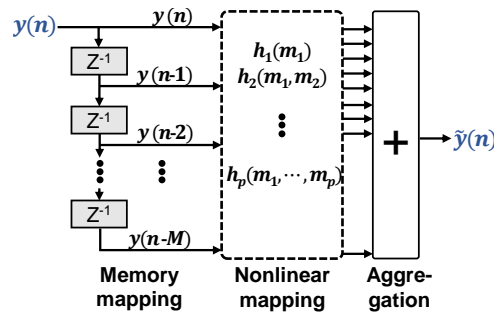 y(n)
y(n)
Z⁻¹
y(n-1)
Z⁻¹
y(n-2)
Z⁻¹
y(n-M)
h₁(m₁)
h₂(m₁,m₂)
hₚ(m₁,⋯,mₚ)
+
ỹ(n)
Memory
mapping
Nonlinear
mapping
Aggre-
gation